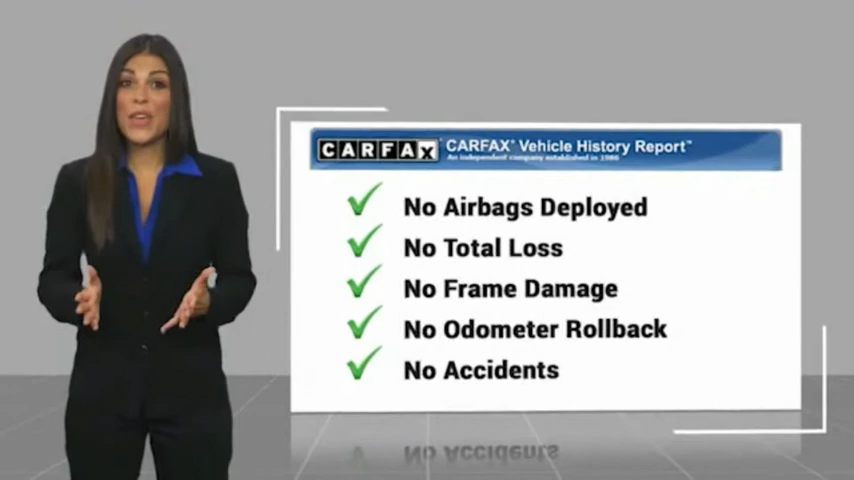 CARFAX CARFAX® Vehicle History Report™
An independent company established in 1986
No Airbags Deployed
No Total Loss
No Frame Damage
No Odometer Rollback
No Accidents
No Accidents